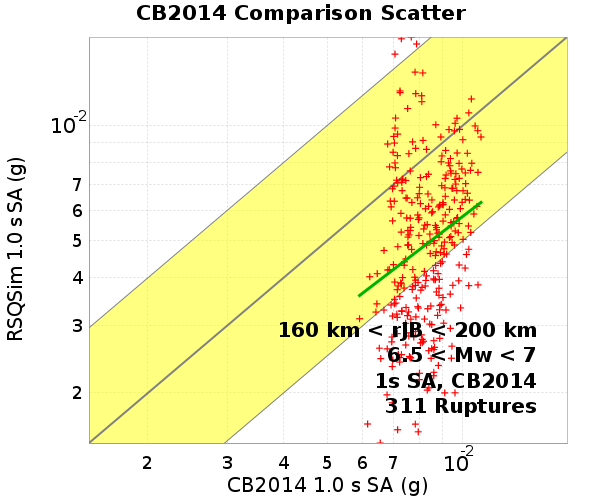 CB2014 Comparison Scatter
RSQSim 1.0 s SA (g)
10-2
7
6
5
4
3
2
160 km < rJB < 200 km
6.5 < Mw < 7
1s SA, CB2014
311 Ruptures
2 3 4 5 6 7 10-2
CB2014 1.0 s SA (g)